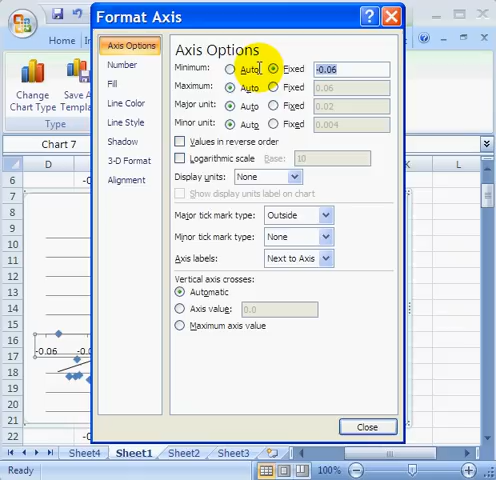 Format Axis
Home
In
Change
Chart Type
Sa
Te
ons
Chart 7
D
H
Axis Options
Number
Fill
Line Color
Line Style
Shadow
3-D Format
Alignment
Axis Options
Minimum: Auto Fixed -0.06
Maximum: Auto Fixed 0.06
Major unit: Auto Fixed 0.02
Minor unit: Auto Fixed 0.004
Values in reverse order
Logarithmic scale Base: 10
Display units: None
Show display units label on chart
Major tick mark type: Outside
Minor tick mark type: None
Axis labels: Next to Axis
Vertical axis crosses:
Automatic
Axis value: 0.0
Maximum axis value
Close
6
7
9
10
11
12
13
14
15
16
-0.06
17
18
19
20
21
22
Sheet4 Sheet1 Sheet2 Sheet3
Ready
100%